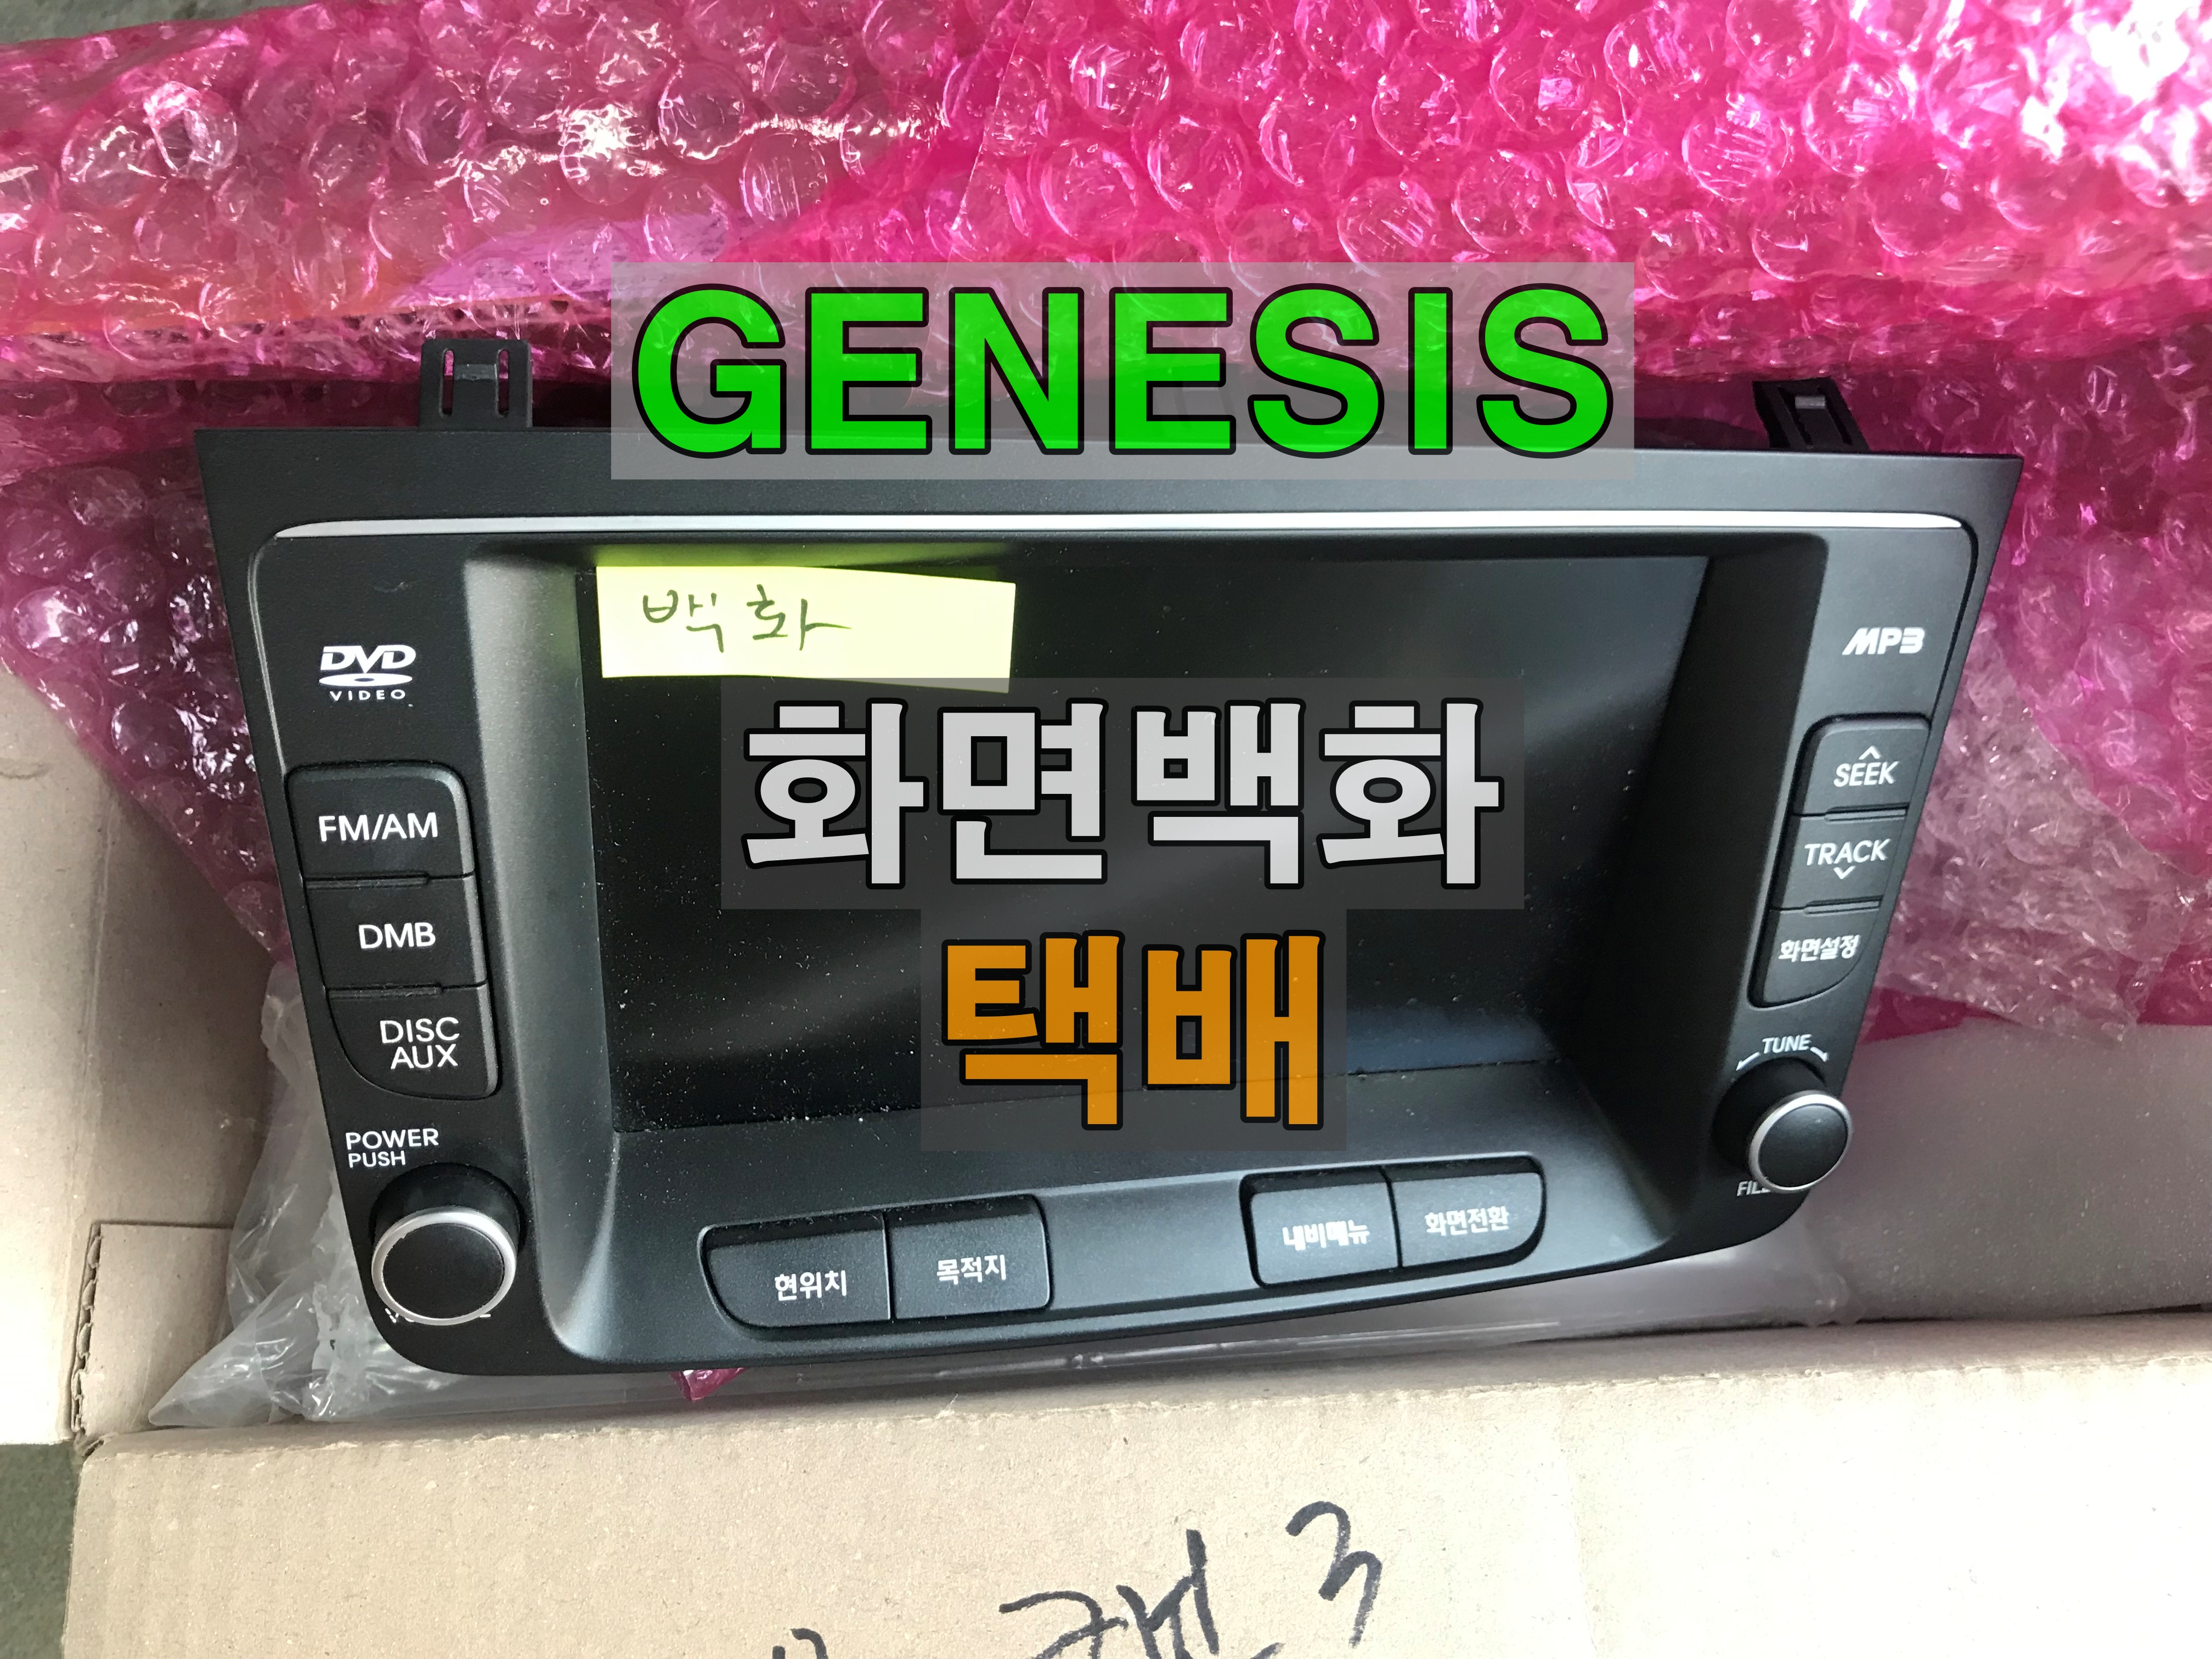 GENESIS
백화
DVD
VIDEO
MP3
화면백화
택배
FM/AM
DMB
DISC
AUX
POWER
PUSH
SEEK
TRACK
화면설정
TUNE
현위치
목적지
내비메뉴
화면전환
3